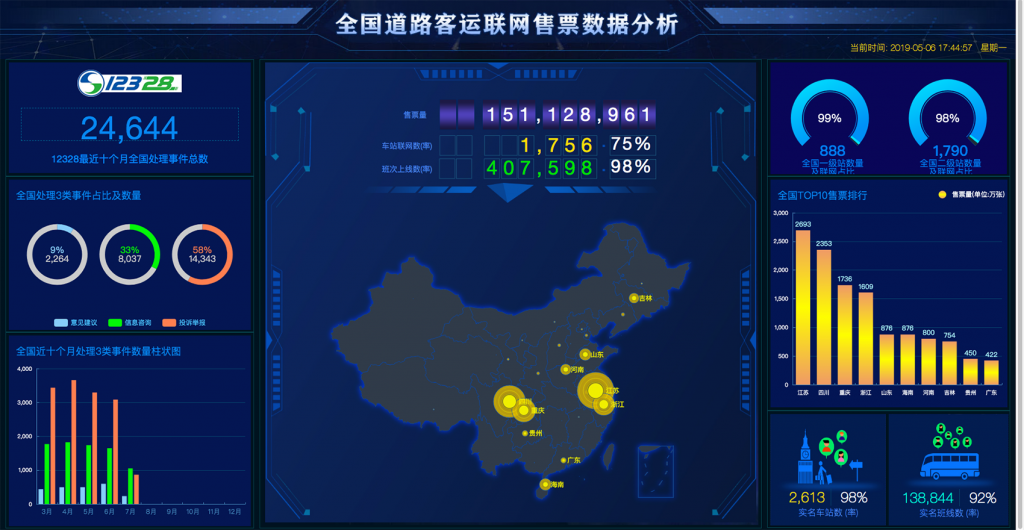 全国道路客运联网售票数据分析
当前时间: 2019-05-06 17:44:57 星期一
12328
24,644
12328最近十个月全国处理事件总数
全国处理3类事件占比及数量
9%
2,264
33%
8,037
58%
14,343
意见建议 信息咨询 投诉举报
全国近十个月处理3类事件数量柱状图
4,000
3,000
2,000
1,000
0
3月 4月 5月 6月 7月 8月 9月 10月 11月 12月
售票量 151,128,961
车站联网数(率) 1,756 75%
班次上线数(率) 407,598 98%
吉林
山东
河南
江苏
四川
浙江
重庆
贵州
广东
海南
99%
888
全国一级站数量
及联网占比
98%
1,790
全国二级站数量
及联网占比
全国TOP10售票排行
售票量(单位:万张)
3,000
2,500
2,000
1,500
1,000
500
0
2693
2353
1736
1609
876
876
800
754
450
422
江苏 四川 重庆 浙江 山东 海南 河南 吉林 贵州 广东
2,613 98%
实名车站数 (率)
138,844 92%
实名班线数 (率)